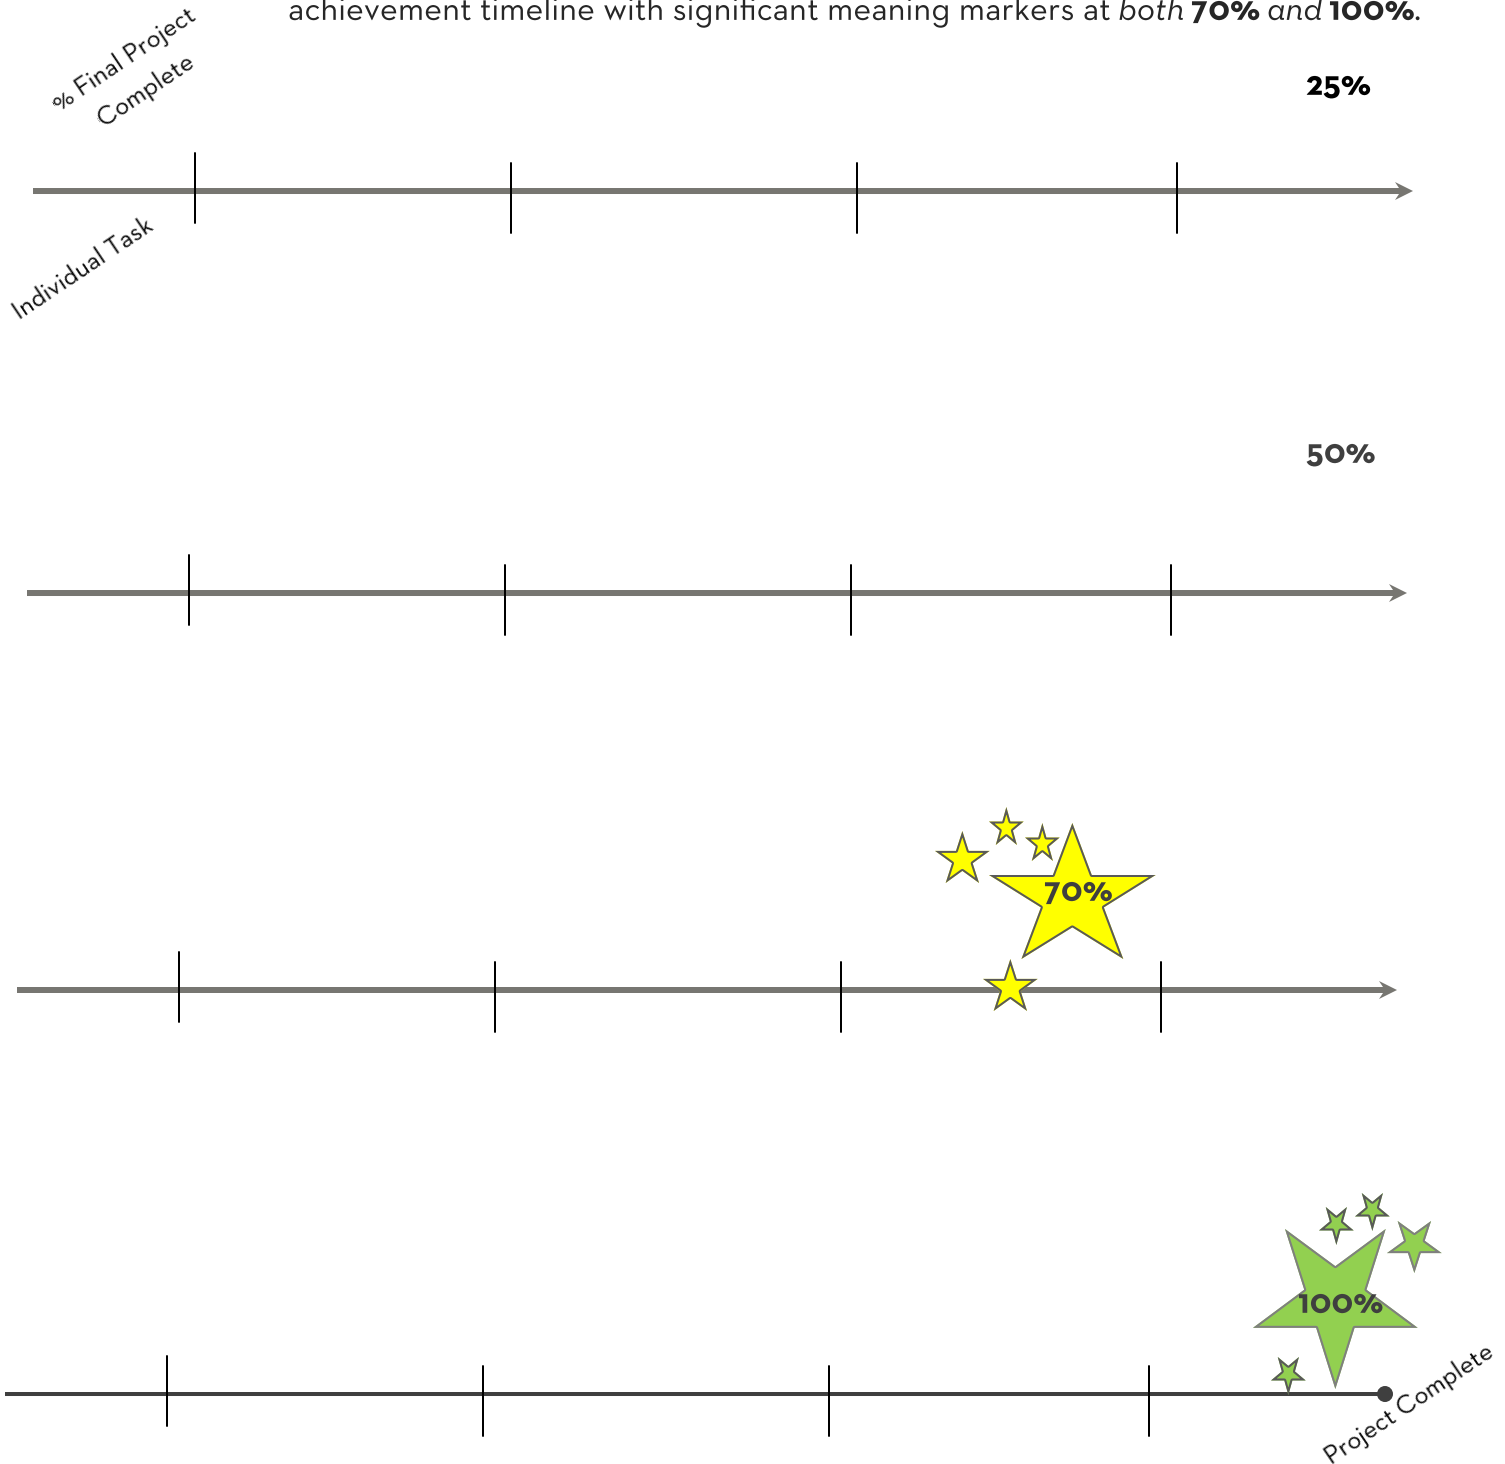 achievement timeline with significant meaning markers at both 70% and 100%.
% Final Project
Complete
25%
Individual Task
50%
70%
100%
Project Complete